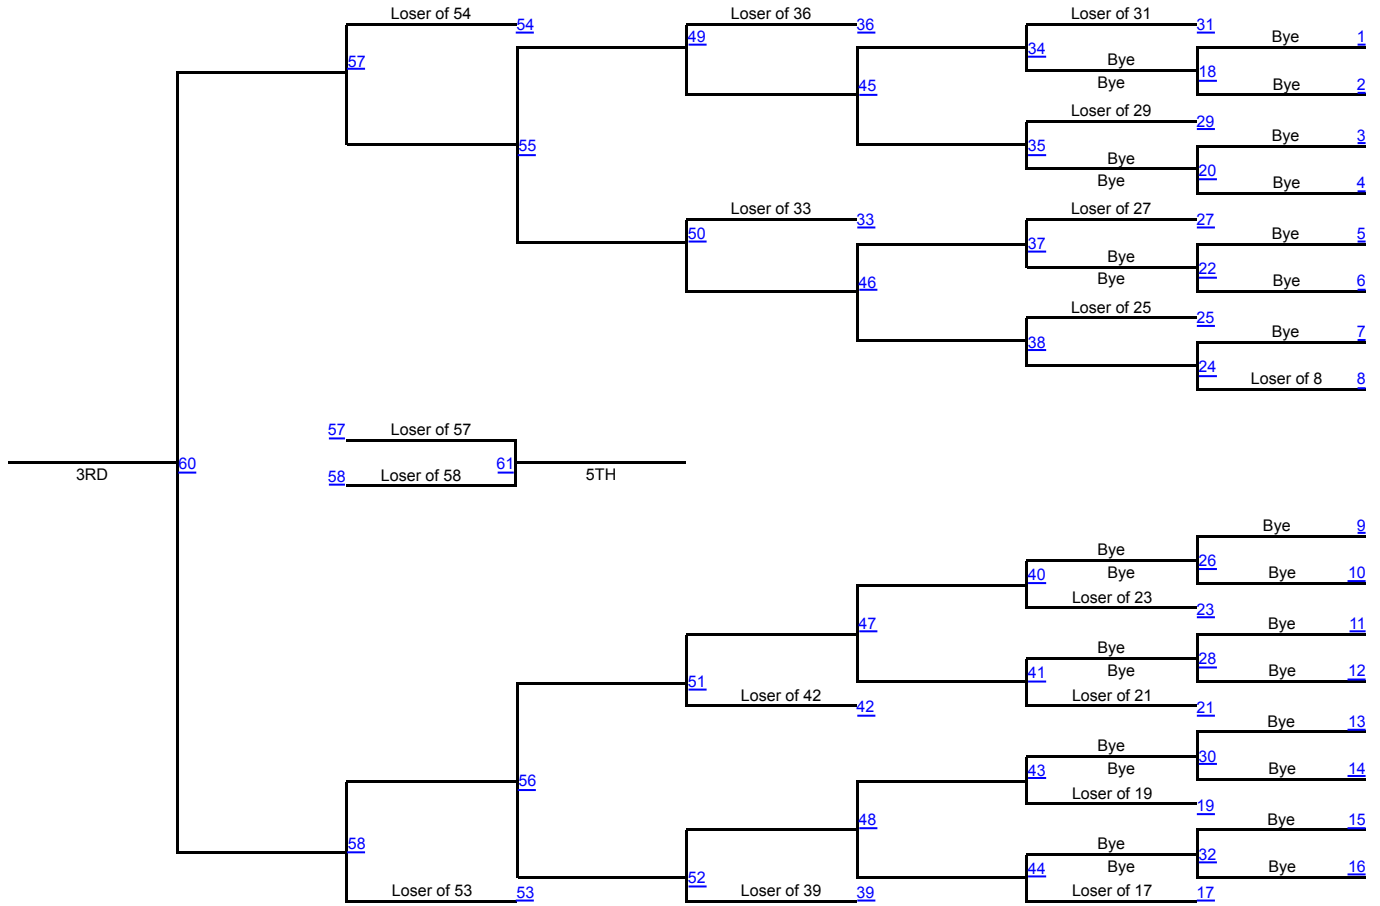 Loser of 54 54
Loser of 36 36
Loser of 31 31
57
49
34
Bye 1
Bye
18
Bye
45
Bye 2
Loser of 29 29
55
35
Bye 3
Bye
20
Bye
Bye 4
Loser of 33 33
Loser of 27 27
50
37
Bye 5
Bye
22
Bye
46
Bye 6
Loser of 25 25
38
Bye 7
24
Loser of 8 8
57 Loser of 57
3RD 60
58 Loser of 58
61
5TH
Bye 9
Bye
26
40
Bye
Bye 10
Loser of 23 23
47
Bye 11
Bye
28
51
41
Bye
Bye 12
Loser of 42 42
Loser of 21 21
Bye 13
Bye
30
56
43
Bye
Bye 14
Loser of 19 19
48
Bye 15
58
Bye
32
52
44
Bye
Bye 16
Loser of 53 53
Loser of 39 39
Loser of 17 17